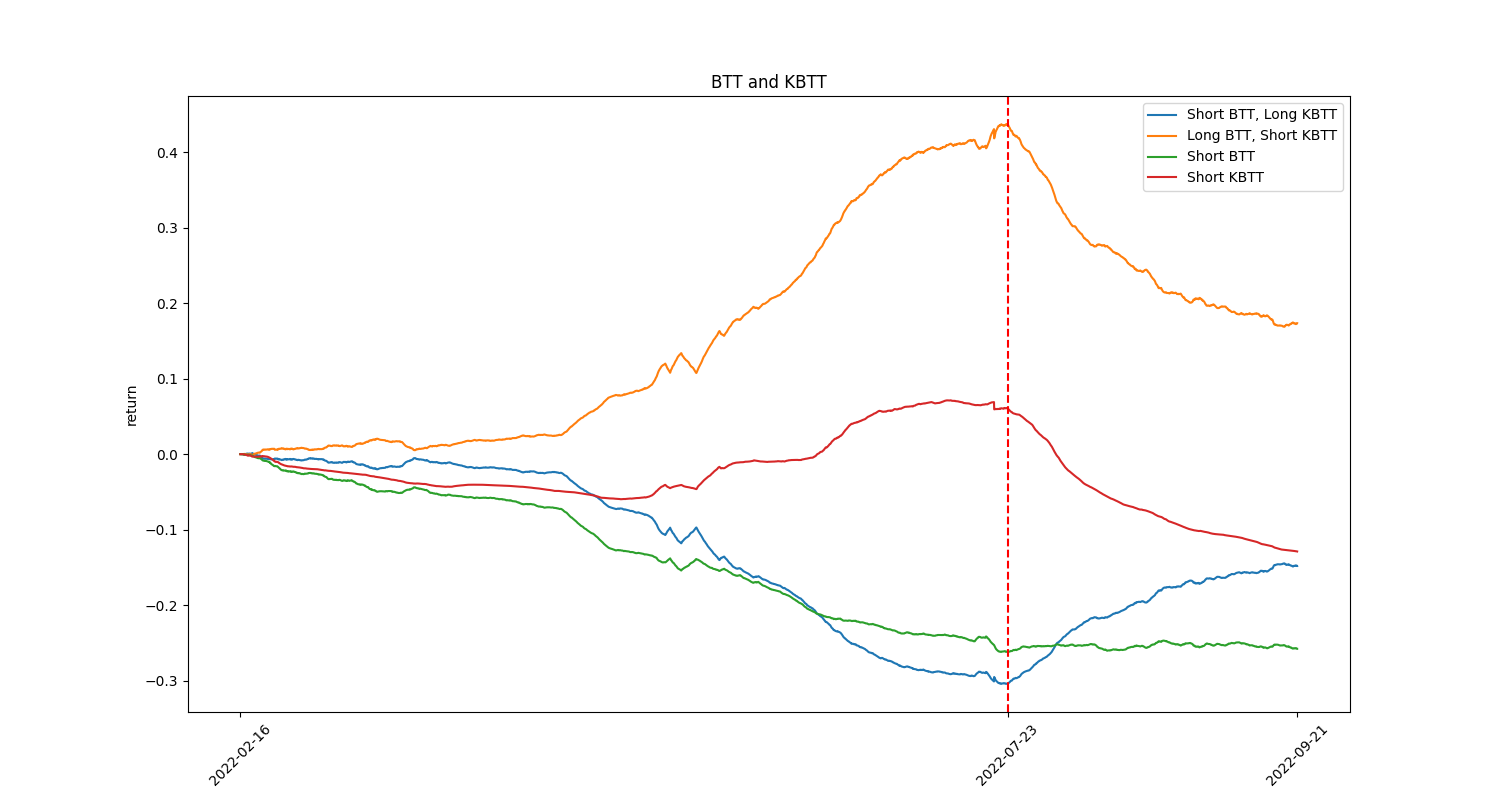 BTT and KBTT
Short BTT, Long KBTT
Long BTT, Short KBTT
Short BTT
Short KBTT
return
0.4
0.3
0.2
0.1
0.0
−0.1
−0.2
−0.3
2022-02-16
2022-07-23
2022-09-21